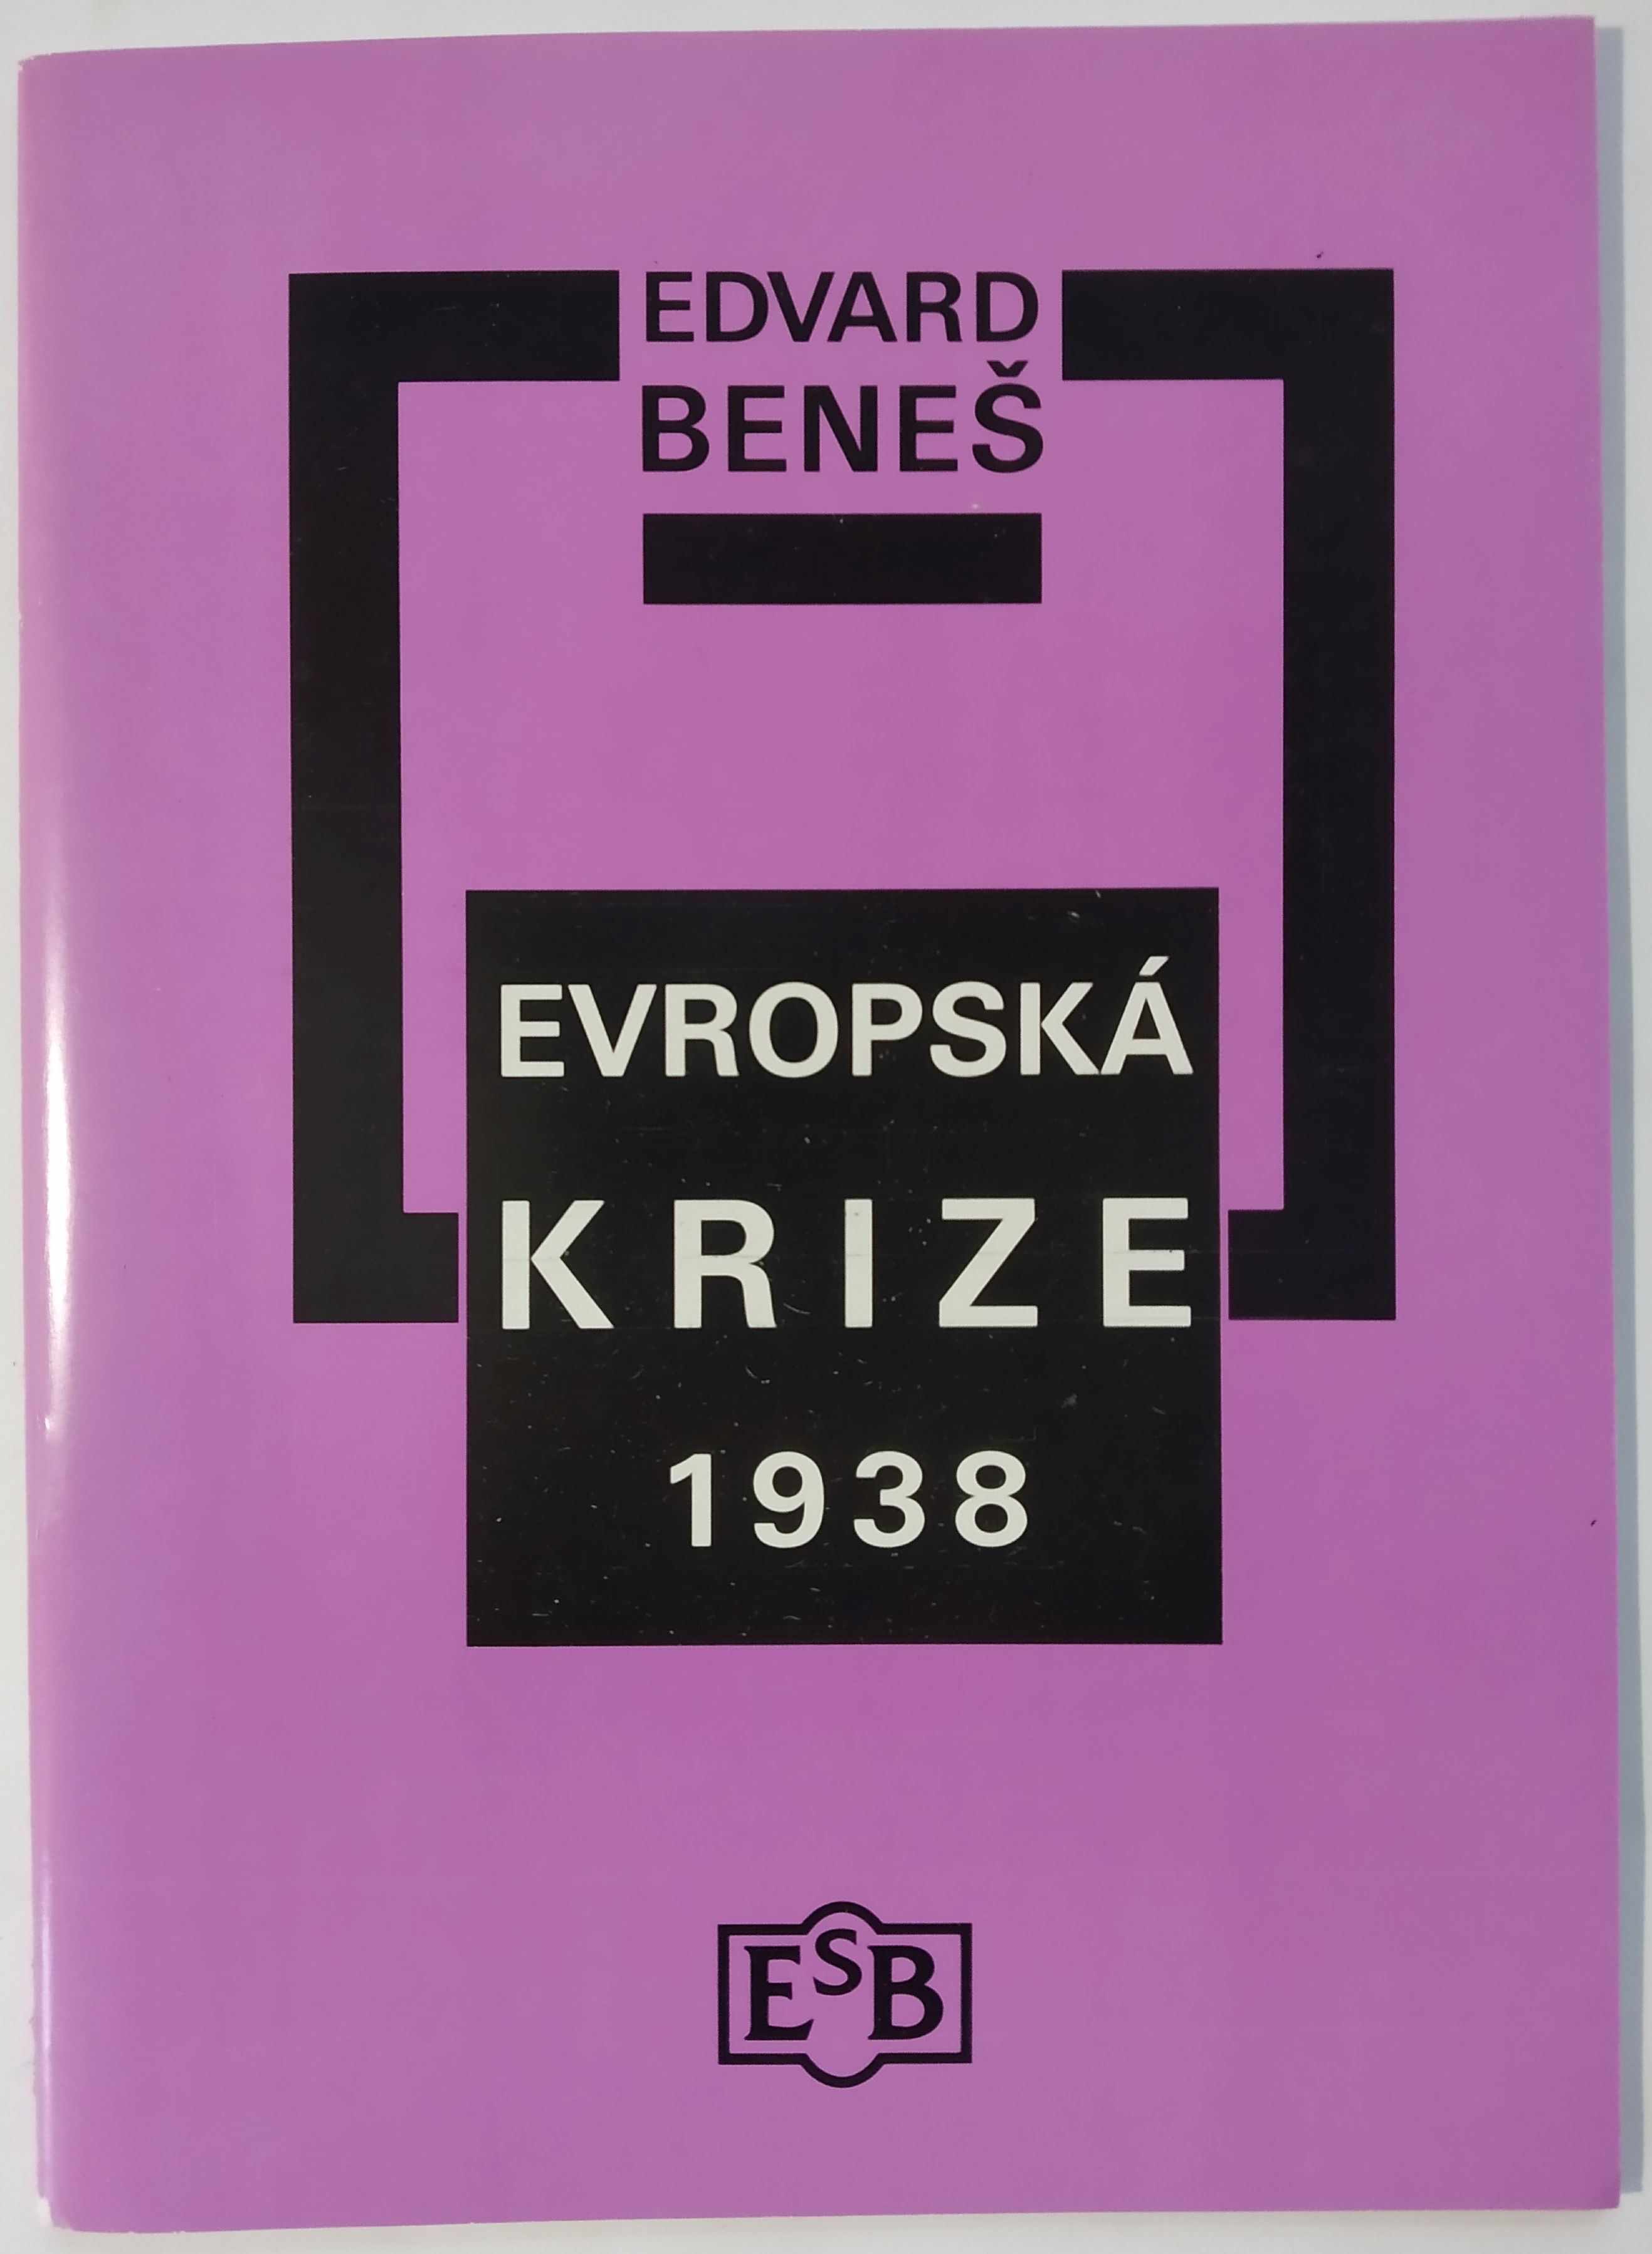 EDVARD
BENEŠ
EVROPSKÁ
KRIZE
1938
ESB